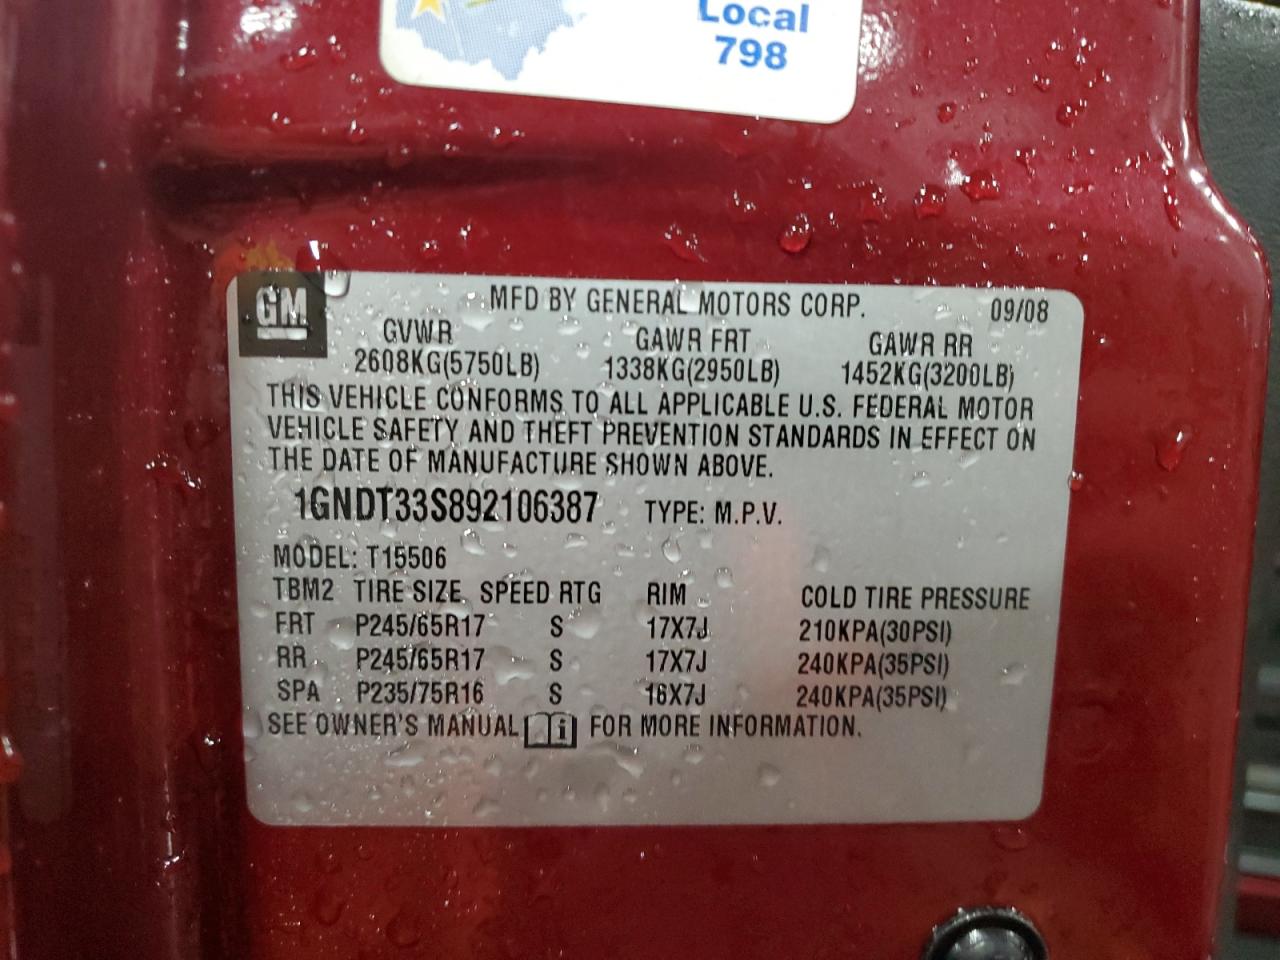 Local
798
GM
MFD BY GENERAL MOTORS CORP. 09/08
GVWR GAWR FRT GAWR RR
2608KG(5750LB) 1338KG(2950LB) 1452KG(3200LB)
THIS VEHICLE CONFORMS TO ALL APPLICABLE U.S. FEDERAL MOTOR
VEHICLE SAFETY AND THEFT PREVENTION STANDARDS IN EFFECT ON
THE DATE OF MANUFACTURE SHOWN ABOVE.
1GNDT33S892106387 TYPE: M.P.V.
MODEL: T15506
TBM2 TIRE SIZE SPEED RTG RIM COLD TIRE PRESSURE
FRT P245/65R17 S 17X7J 210KPA(30PSI)
RR P245/65R17 S 17X7J 240KPA(35PSI)
SPA P235/75R16 S 16X7J 240KPA(35PSI)
SEE OWNER'S MANUAL i FOR MORE INFORMATION.